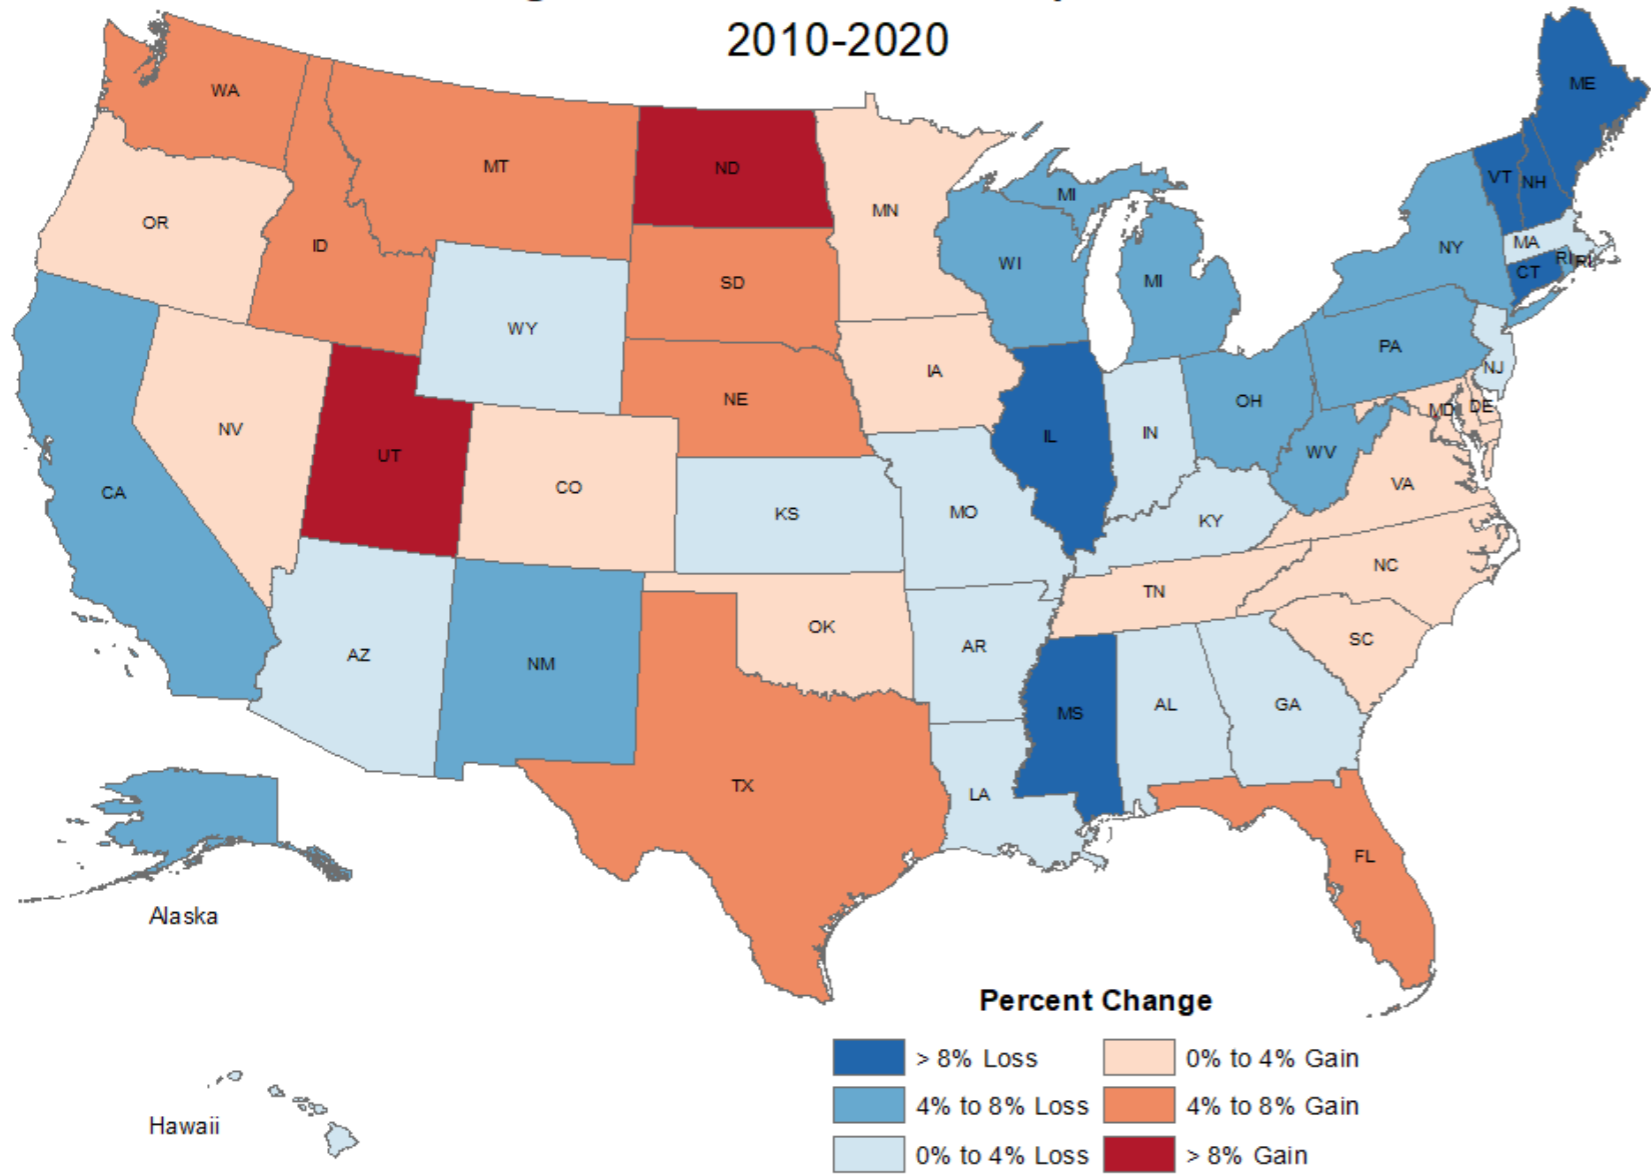 2010-2020
WA
MT
ND
MN
OR
ID
SD
WY
NE
IA
WI
MI
MI
ME
VT
NH
NY
MA
CT
RI
RI
PA
NJ
OH
MD
DE
WV
VA
IN
IL
NV
UT
CO
KS
MO
KY
CA
AZ
NM
OK
AR
TN
NC
SC
MS
AL
GA
TX
LA
FL
Alaska
Hawaii
Percent Change
> 8% Loss
0% to 4% Gain
4% to 8% Loss
4% to 8% Gain
0% to 4% Loss
> 8% Gain